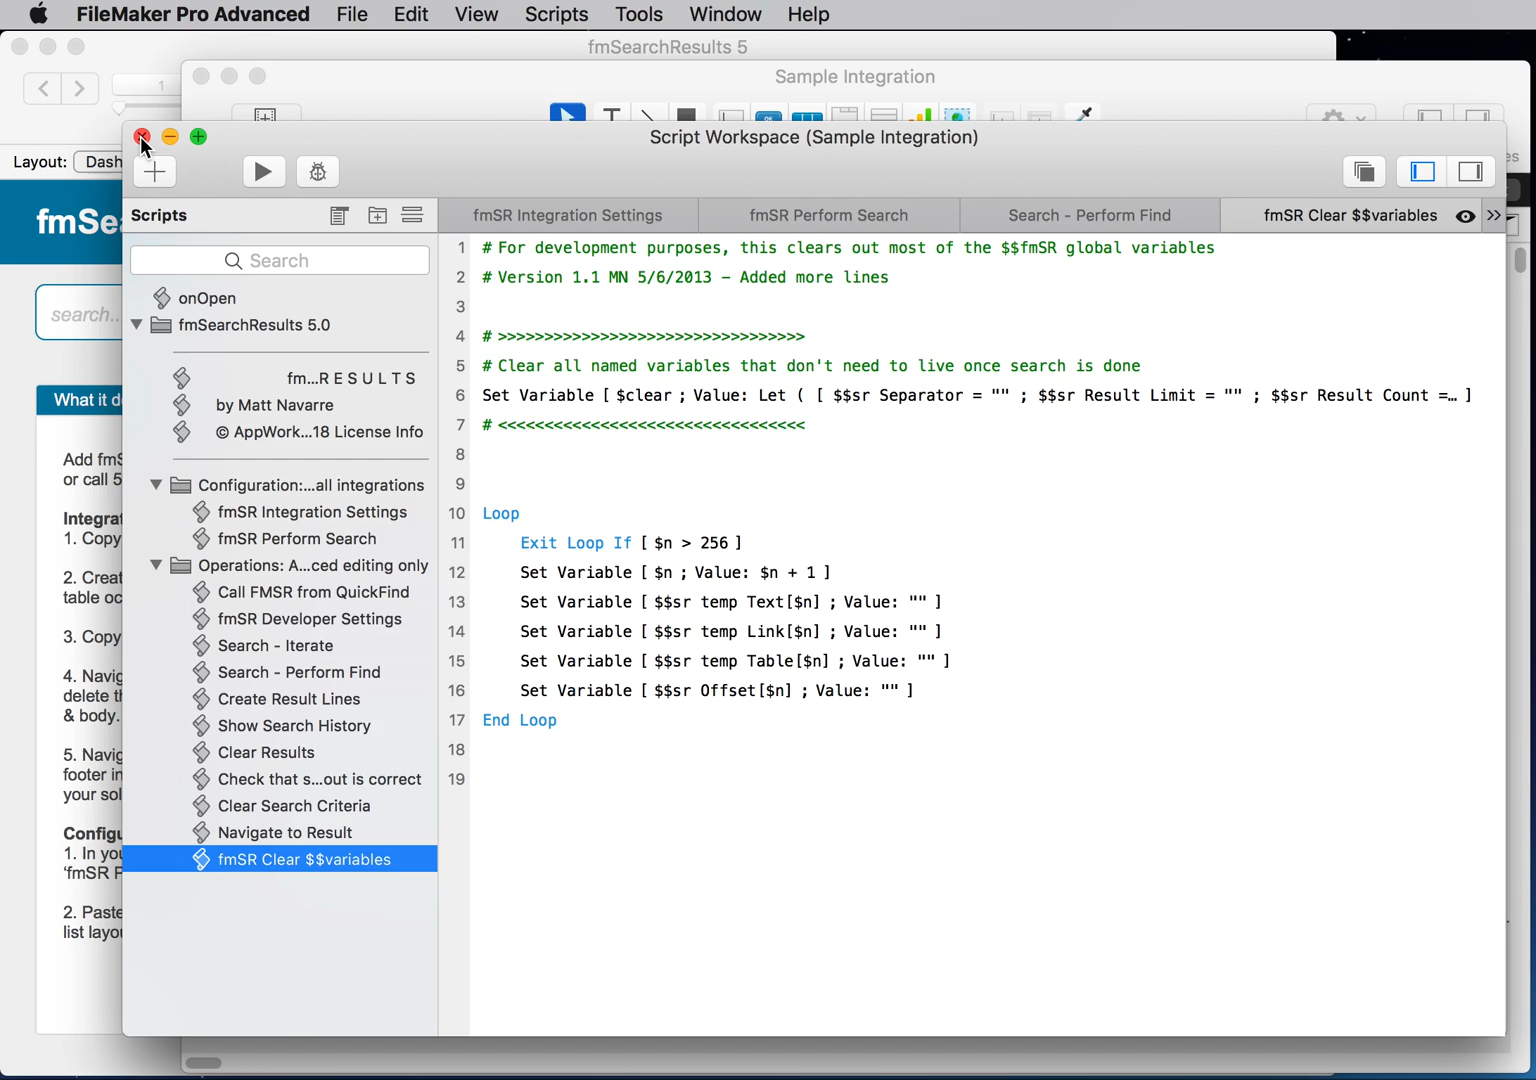 FileMaker Pro Advanced File Edit View Scripts Tools Window Help
fmSearchResults 5
1
Sample Integration
Layout: Dash
Script Workspace (Sample Integration)
es
fmSea
search...
What it do
Add fmS
or call 5
Integrat
1. Copy
2. Creat
table oc
3. Copy
4. Navig
delete th
& body.
5. Navig
footer in
your sol
Configu
1. In you
'fmSR P
2. Paste
list layou
Scripts
Search
onOpen
fmSearchResults 5.0
fm...R E S U L T S
by Matt Navarre
© AppWork...18 License Info
Configuration:...all integrations
fmSR Integration Settings
fmSR Perform Search
Operations: A...ced editing only
Call FMSR from QuickFind
fmSR Developer Settings
Search - Iterate
Search - Perform Find
Create Result Lines
Show Search History
Clear Results
Check that s...out is correct
Clear Search Criteria
Navigate to Result
fmSR Clear $$variables
fmSR Integration Settings fmSR Perform Search Search - Perform Find fmSR Clear $$variables
1 # For development purposes, this clears out most of the $$fmSR global variables
2 # Version 1.1 MN 5/6/2013 – Added more lines
3
4 # >>>>>>>>>>>>>>>>>>>>>>>>>>>>>>>>>
5 # Clear all named variables that don't need to live once search is done
6 Set Variable [ $clear ; Value: Let ( [ $$sr Separator = "" ; $$sr Result Limit = "" ; $$sr Result Count =… ]
7 # <<<<<<<<<<<<<<<<<<<<<<<<<<<<<<<<<
8
9
10 Loop
11 Exit Loop If [ $n > 256 ]
12 Set Variable [ $n ; Value: $n + 1 ]
13 Set Variable [ $$sr temp Text[$n] ; Value: "" ]
14 Set Variable [ $$sr temp Link[$n] ; Value: "" ]
15 Set Variable [ $$sr temp Table[$n] ; Value: "" ]
16 Set Variable [ $$sr Offset[$n] ; Value: "" ]
17 End Loop
18
19